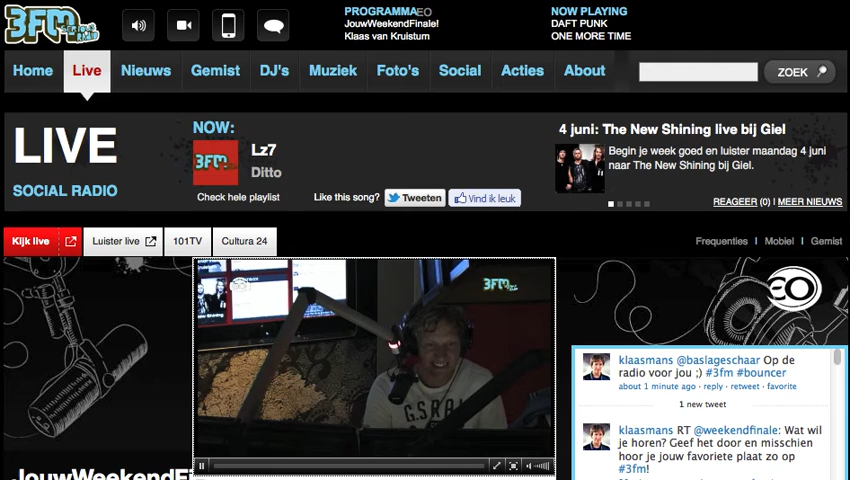 3FM SERIOUS RADIO
PROGRAMMA EO
JouwWeekendFinale!
Klaas van Kruistum
NOW PLAYING
DAFT PUNK
ONE MORE TIME
Home Live Nieuws Gemist DJ's Muziek Foto's Social Acties About ZOEK
LIVE
SOCIAL RADIO
NOW:
3FM
Lz7
Ditto
Check hele playlist
Like this song? Tweeten Vind ik leuk
4 juni: The New Shining live bij Giel
Begin je week goed en luister maandag 4 juni
naar The New Shining bij Giel.
REAGEER (0) | MEER NIEUWS
Kijk live Luister live 101TV Cultura 24
Frequenties | Mobiel | Gemist
3FM
G.S.RA
EO
klaasmans @baslageschaar Op de
radio voor jou ;) #3fm #bouncer
about 1 minute ago · reply · retweet · favorite
1 new tweet
klaasmans RT @weekendfinale: Wat wil
je horen? Geef het door en misschien
hoor je jouw favoriete plaat zo op
#3fm!
JouwWeekendFi